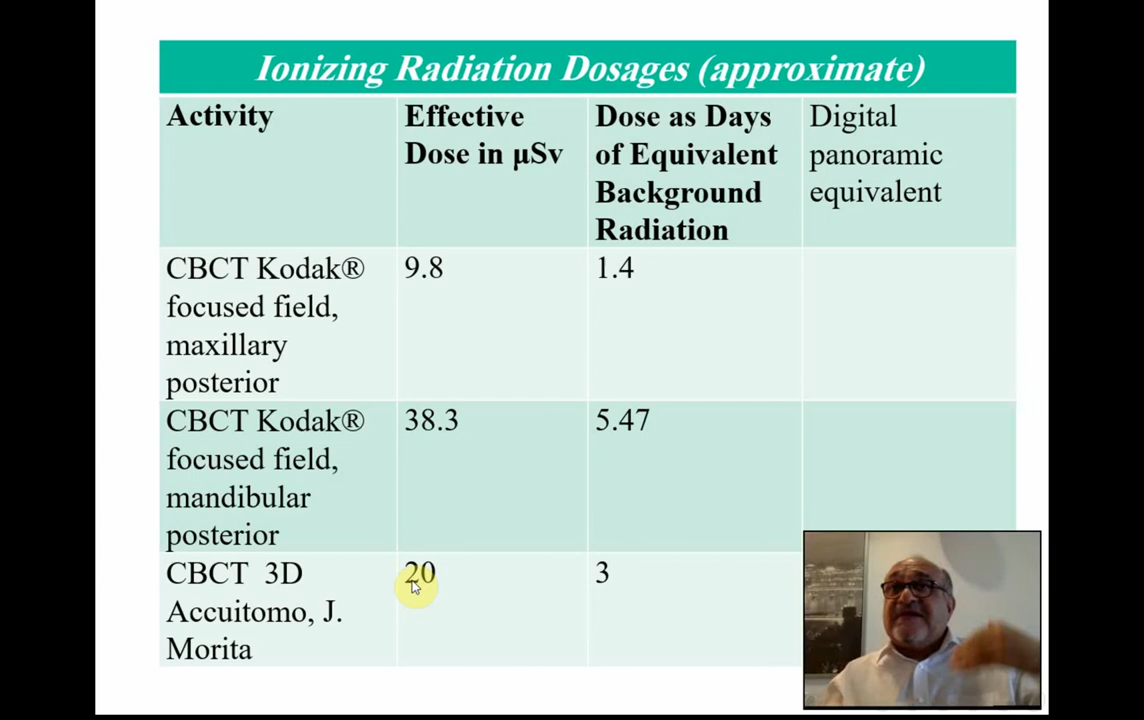 Ionizing Radiation Dosages (approximate)
Activity
Effective
Dose in μSv
Dose as Days
of Equivalent
Background
Radiation
Digital
panoramic
equivalent
CBCT Kodak®
focused field,
maxillary
posterior
9.8
1.4
CBCT Kodak®
focused field,
mandibular
posterior
38.3
5.47
CBCT 3D
Accuitomo, J.
Morita
20
3